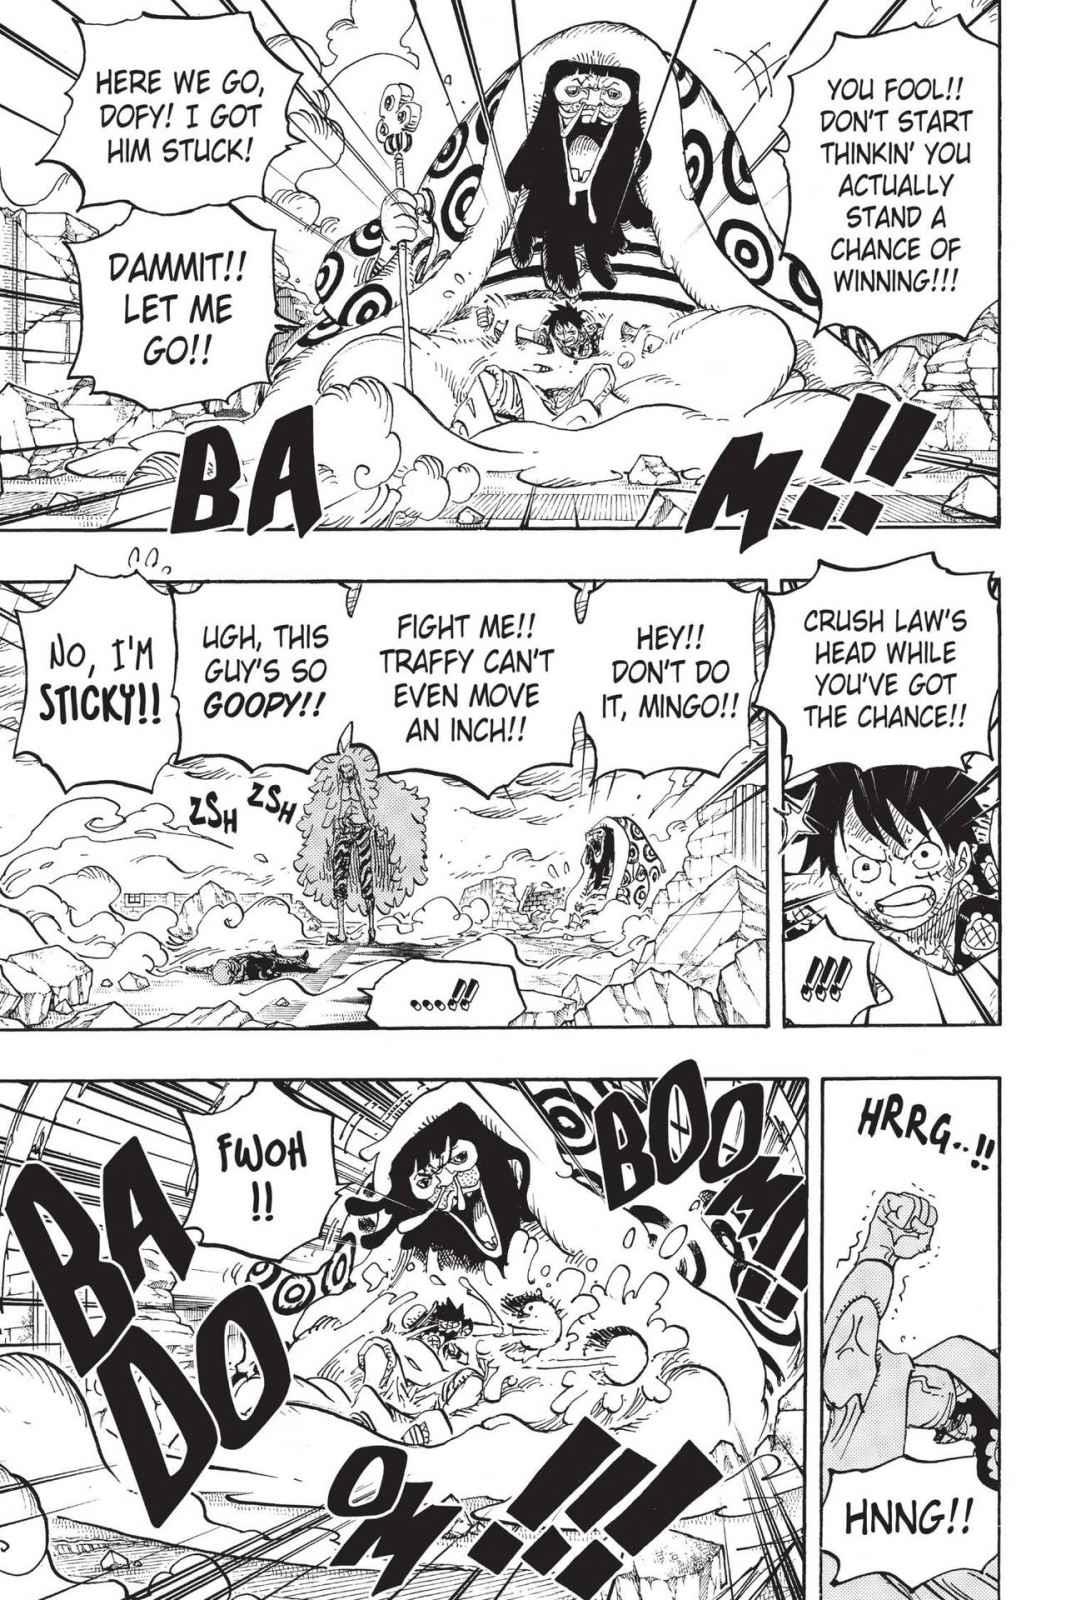 YOU FOOL!!
DON'T START
THINKIN' YOU
ACTUALLY
STAND A
CHANCE OF
WINNING!!!
HERE WE GO,
DOFY! I GOT
HIM STUCK!
DAMMIT!!
LET ME
GO!!
BA
M!!
CRUSH LAW'S
HEAD WHILE
YOU'VE GOT
THE CHANCE!!
!!!
HEY!!
DON'T DO
IT, MINGO!!
FIGHT ME!!
TRAFFY CAN'T
EVEN MOVE
AN INCH!!
UGH, THIS
GUY'S SO
GOOPY!!
NO, I'M
STICKY!!
ZSH
ZSH
...!!
HRRG..!!
HNNG!!
BOOM!!
FWOH
!!
BA
DO
OM!!!